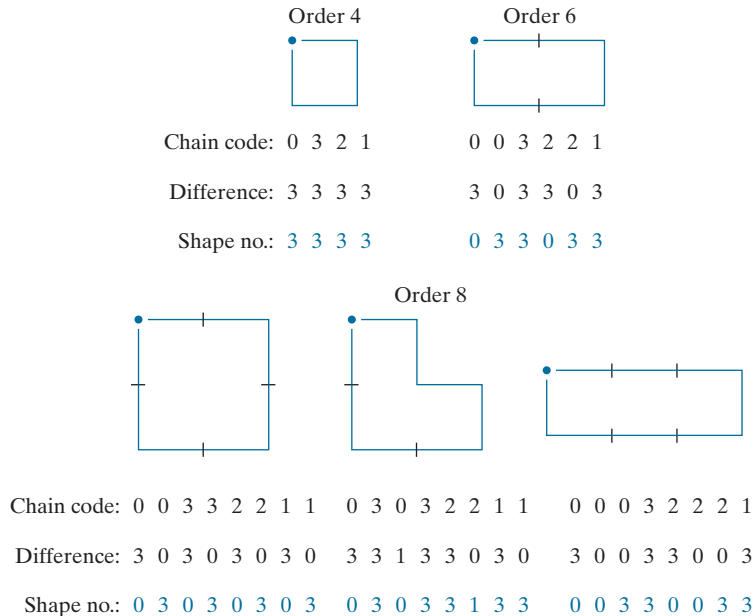 Order 4 Order 6
Chain code: 0 3 2 1 0 0 3 2 2 1
Difference: 3 3 3 3 3 0 3 3 0 3
Shape no.: 3 3 3 3 0 3 3 0 3 3
Order 8
Chain code: 0 0 3 3 2 2 1 1 0 3 0 3 2 2 1 1 0 0 0 3 2 2 2 1
Difference: 3 0 3 0 3 0 3 0 3 3 1 3 3 0 3 0 3 0 0 3 3 0 0 3
Shape no.: 0 3 0 3 0 3 0 3 0 3 0 3 3 1 3 3 0 0 3 3 0 0 3 3